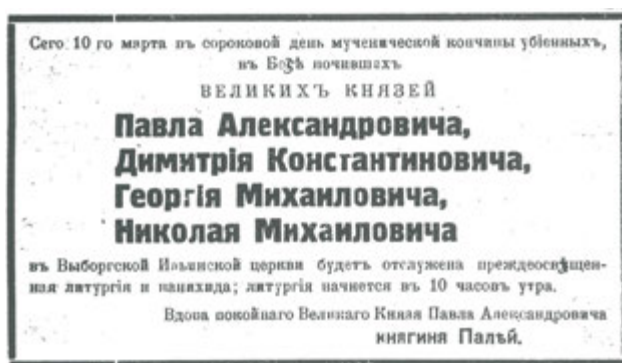 Сего 10 го марта въ сороковой день мученической кончины убіенныхъ,
въ Бозѣ почившихъ
ВЕЛИКИХЪ КНЯЗЕЙ
Павла Александровича,
Димитрія Константиновича,
Георгія Михаиловича,
Николая Михаиловича
въ Выборгской Ильинской церкви будетъ отслужена преждеосвящен-
ная литургія и панихида; литургія начнется въ 10 часовъ утра.
Вдова покойнаго Великаго Князя Павла Александровича
княгиня Палѣй.